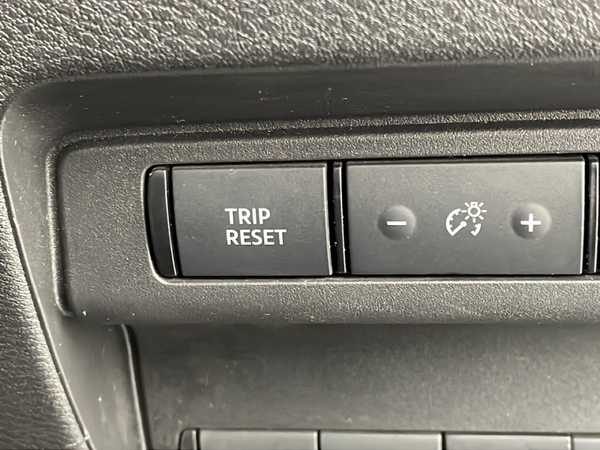 TRIP
RESET
- +